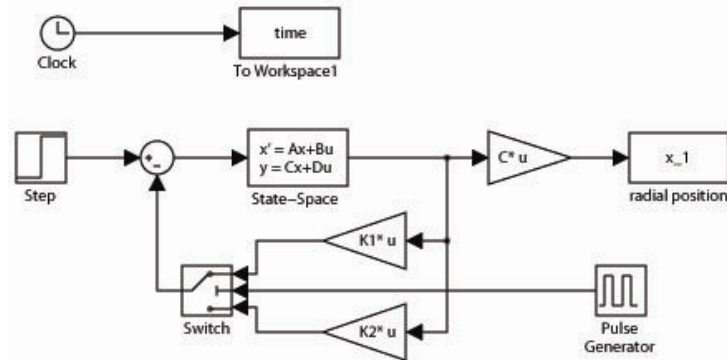 time
Clock
To Workspace1
x' = Ax+Bu
y = Cx+Du
C* u
x_1
Step
State-Space
radial position
K1* u
Switch
K2* u
Pulse
Generator